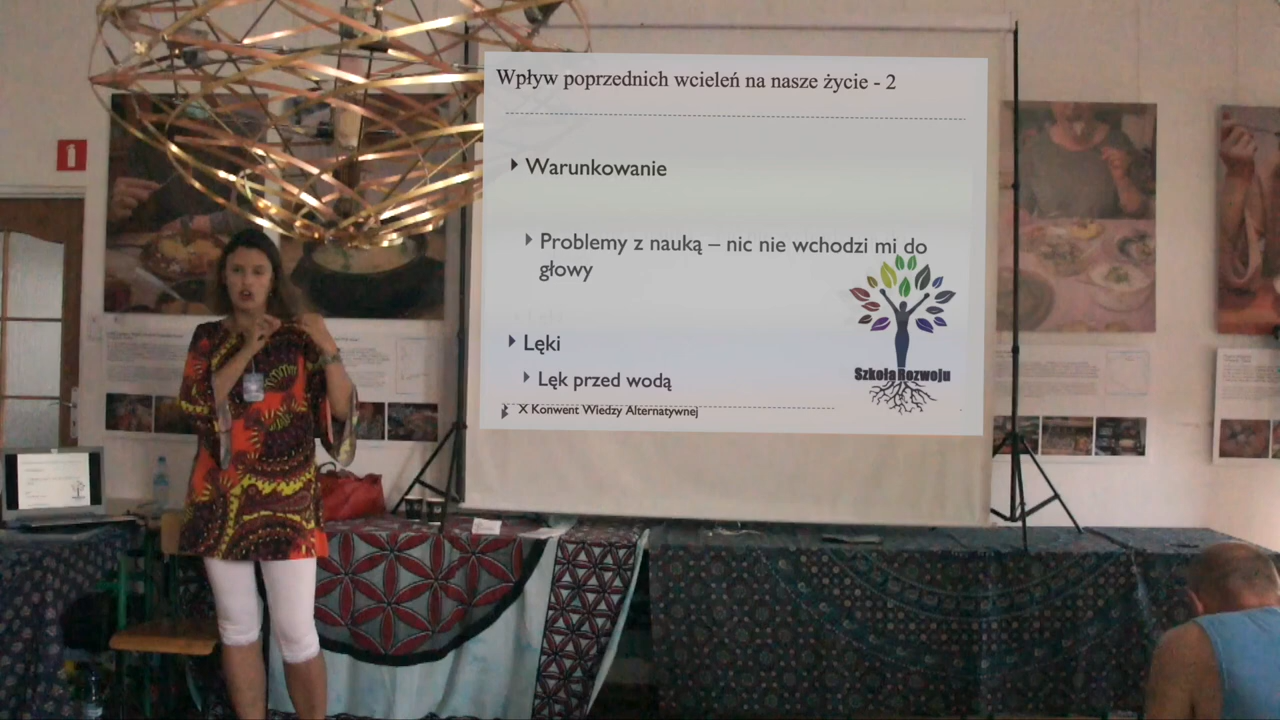 Wpływ poprzednich wcieleń na nasze życie - 2
Warunkowanie
Problemy z nauką – nic nie wchodzi mi do
głowy
Lęki
Lęk przed wodą
Szkoła Rozwoju
X Konwent Wiedzy Alternatywnej